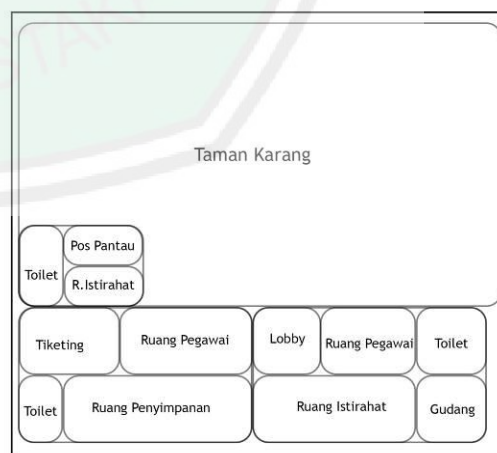 Taman Karang
Pos Pantau
Toilet
R.Istirahat
Tiketing
Ruang Pegawai
Lobby
Ruang Pegawai
Toilet
Toilet
Ruang Penyimpanan
Ruang Istirahat
Gudang